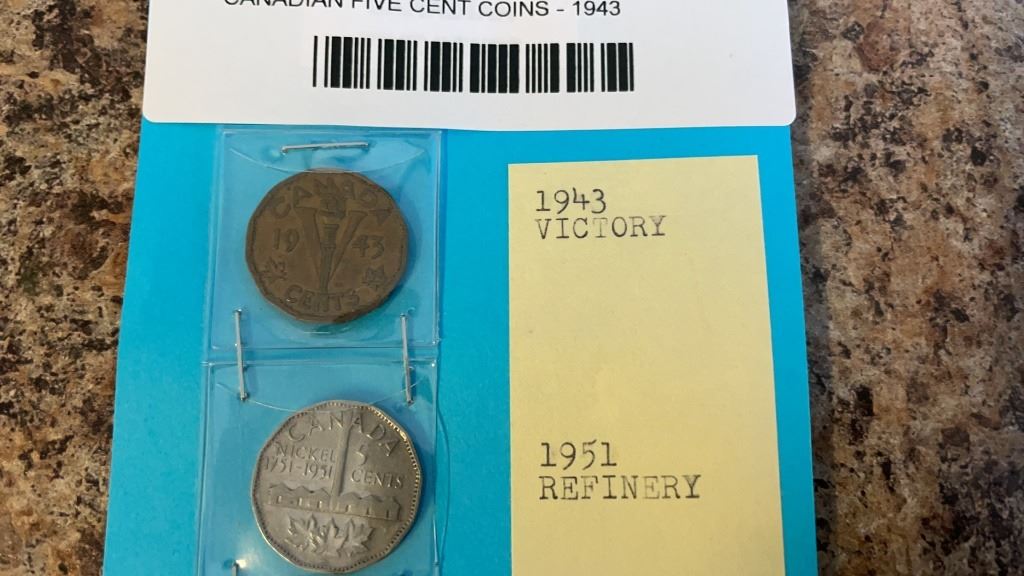 CANADIAN FIVE CENT COINS - 1943
CANADA
19 43
CENTS
1943
VICTORY
CANADA
NICKEL 5
1751-1951 CENTS
1951
REFINERY